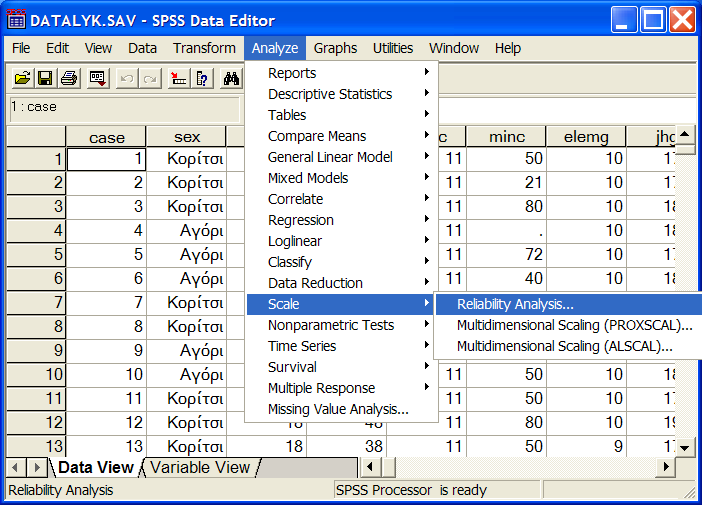 DATALYK.SAV - SPSS Data Editor
File Edit View Data Transform Analyze Graphs Utilities Window Help
1 : case
Reports
Descriptive Statistics
Tables
Compare Means
General Linear Model
Mixed Models
Correlate
Regression
Loglinear
Classify
Data Reduction
Scale
Nonparametric Tests
Time Series
Survival
Multiple Response
Missing Value Analysis...
Reliability Analysis...
Multidimensional Scaling (PROXSCAL)...
Multidimensional Scaling (ALSCAL)...
case sex c minc elemg jhg
1 1 Κορίτσι 11 50 10 17
2 2 Κορίτσι 11 21 10 17
3 3 Κορίτσι 11 80 10 18
4 4 Αγόρι 11 . 10 18
5 5 Αγόρι 11 72 10 17
6 6 Αγόρι 11 40 10 18
7 7 Κορίτσι
8 8 Κορίτσι
9 9 Αγόρι
10 10 Αγόρι 11 50 10 18
11 11 Κορίτσι 11 50 10 17
12 12 Κορίτσι 18 11 80 10 19
13 13 Κορίτσι 18 38 11 50 9 17
Data View Variable View
Reliability Analysis SPSS Processor is ready